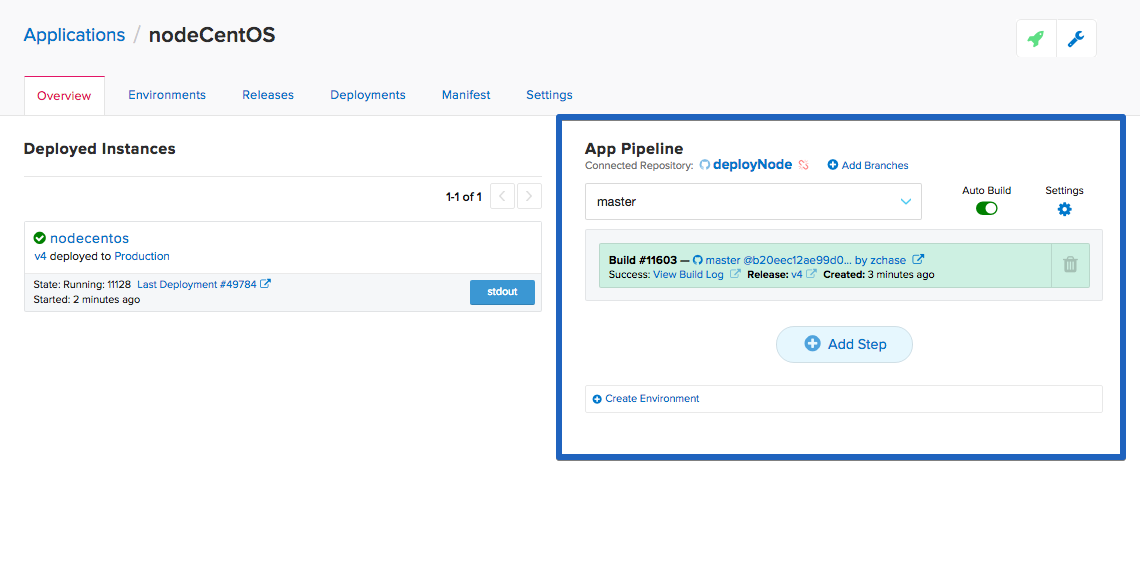 Applications / nodeCentOS
Overview
Environments
Releases
Deployments
Manifest
Settings
Deployed Instances
1-1 of 1
nodecentos
v4 deployed to Production
State: Running: 11128 Last Deployment #49784
Started: 2 minutes ago
stdout
App Pipeline
Connected Repository: deployNode Add Branches
master
Auto Build
Settings
Build #11603 — master @b20eec12ae99d0... by zchase
Success: View Build Log Release: v4 Created: 3 minutes ago
Add Step
Create Environment